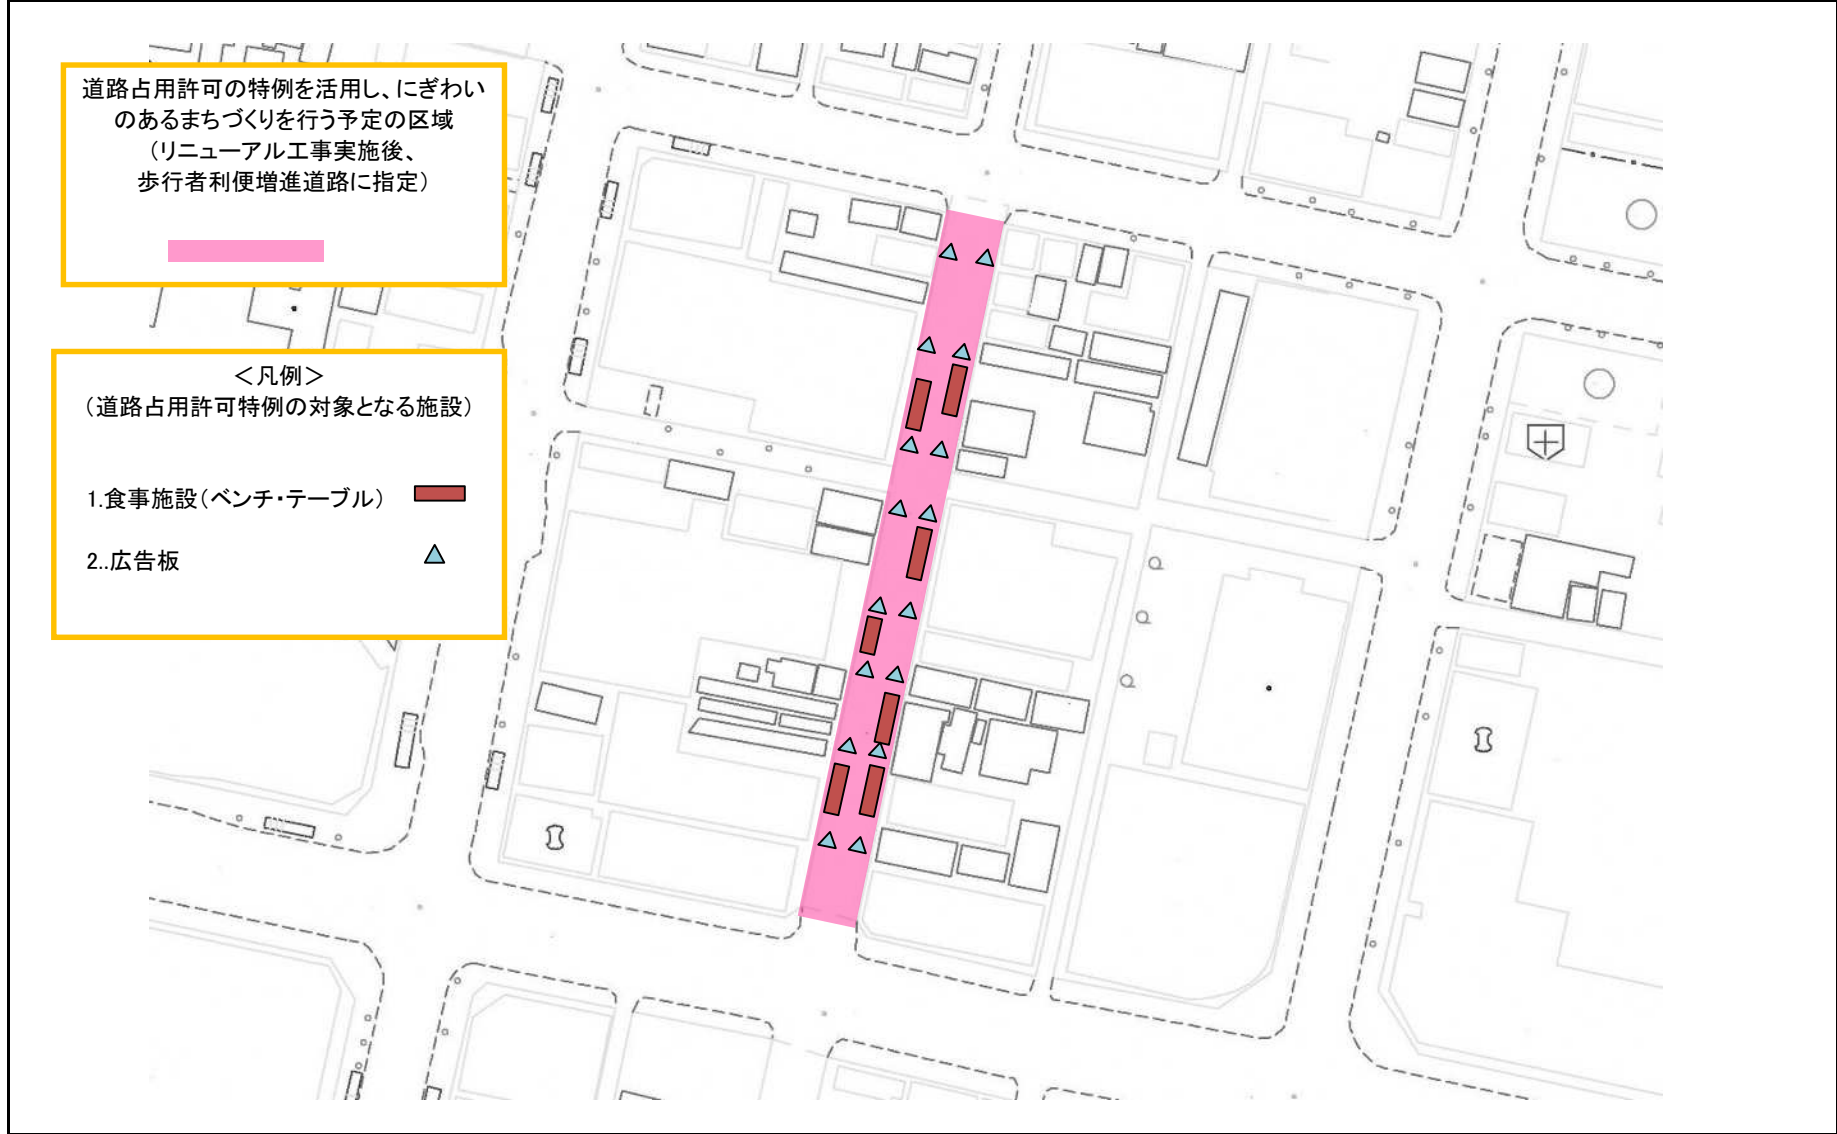 道路占用許可の特例を活用し、にぎわい
のあるまちづくりを行う予定の区域
(リニューアル工事実施後、
歩行者利便増進道路に指定)
＜凡例＞
(道路占用許可特例の対象となる施設)
1.食事施設(ベンチ・テーブル)
2..広告板